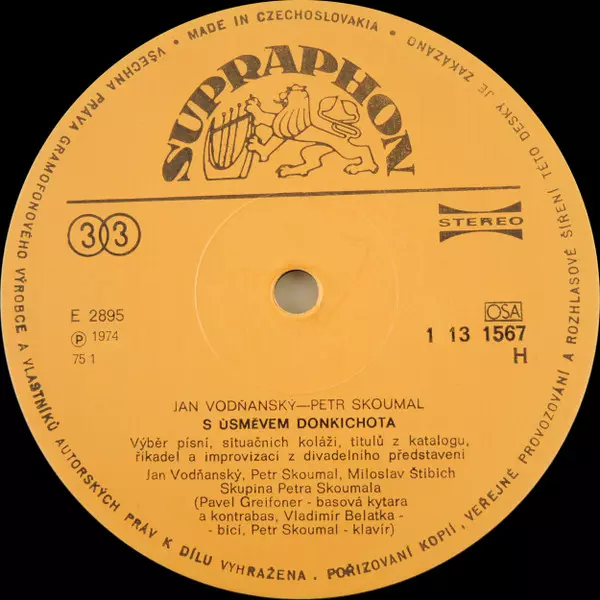 • MADE IN CZECHOSLOVAKIA •
VŠECHNA PRÁVA GRAMOFONOVÉHO VÝROBCE A VLASTNÍKŮ AUTORSKÝCH PRÁV K DÍLU VYHRAŽENA . POŘIZOVÁNÍ KOPIÍ , VEŘEJNÉ PROVOZOVÁNÍ A ROZHLASOVÉ ŠÍŘENÍ TÉTO DESKY JE ZAKÁZÁNO
SUPRAPHON
33
STEREO
E 2895
Ⓟ 1974
75 1
OSA
1 13 1567
H
JAN VODŇANSKÝ—PETR SKOUMAL
S ÚSMĚVEM DONKICHOTA
Výběr písní, situačních koláží, titulů z katalogu,
říkadel a improvizací z divadelního představení
Jan Vodňanský, Petr Skoumal, Miloslav Štibich
Skupina Petra Skoumala
(Pavel Greifoner - basová kytara
a kontrabas, Vladimír Belatka -
- bicí, Petr Skoumal - klavír)